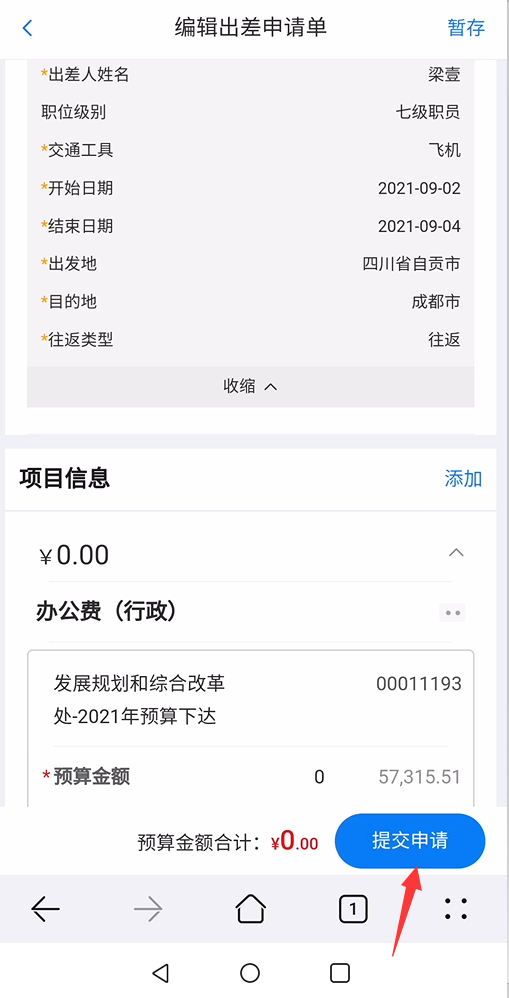 编辑出差申请单 暂存
*出差人姓名 梁壹
职位级别 七级职员
*交通工具 飞机
*开始日期 2021-09-02
*结束日期 2021-09-04
*出发地 四川省自贡市
*目的地 成都市
*往返类型 往返
收缩
项目信息 添加
¥0.00
办公费（行政）
发展规划和综合改革 00011193
处-2021年预算下达
*预算金额 0 57,315.51
预算金额合计：¥0.00 提交申请
1